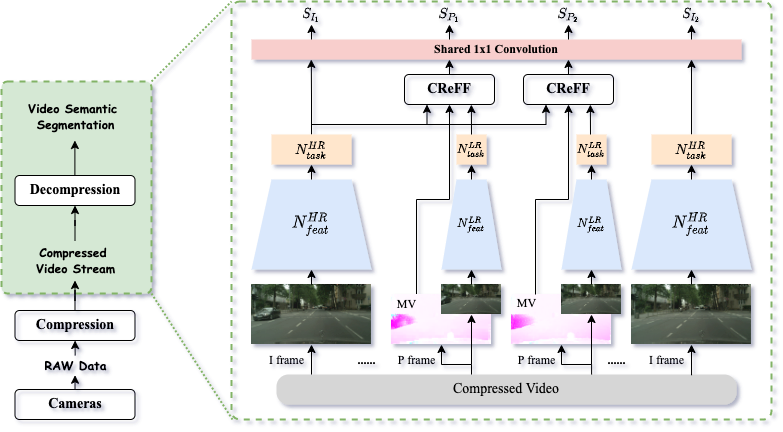 Video Semantic
Segmentation
Decompression
Compressed
Video Stream
Compression
RAW Data
Cameras
S_{I_1} S_{P_1} S_{P_2} S_{I_2}
Shared 1x1 Convolution
CReFF CReFF
N_{task}^{HR} N_{task}^{LR} N_{task}^{LR} N_{task}^{HR}
N_{feat}^{HR} N_{feat}^{LR} N_{feat}^{LR} N_{feat}^{HR}
MV MV
I frame ...... P frame P frame ...... I frame
Compressed Video